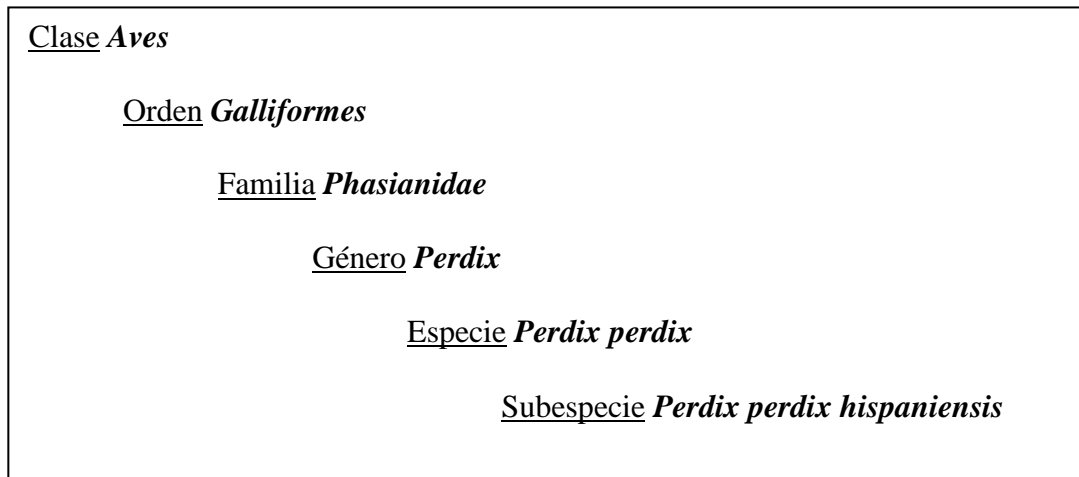 Clase Aves
Orden Galliformes
Familia Phasianidae
Género Perdix
Especie Perdix perdix
Subespecie Perdix perdix hispaniensis